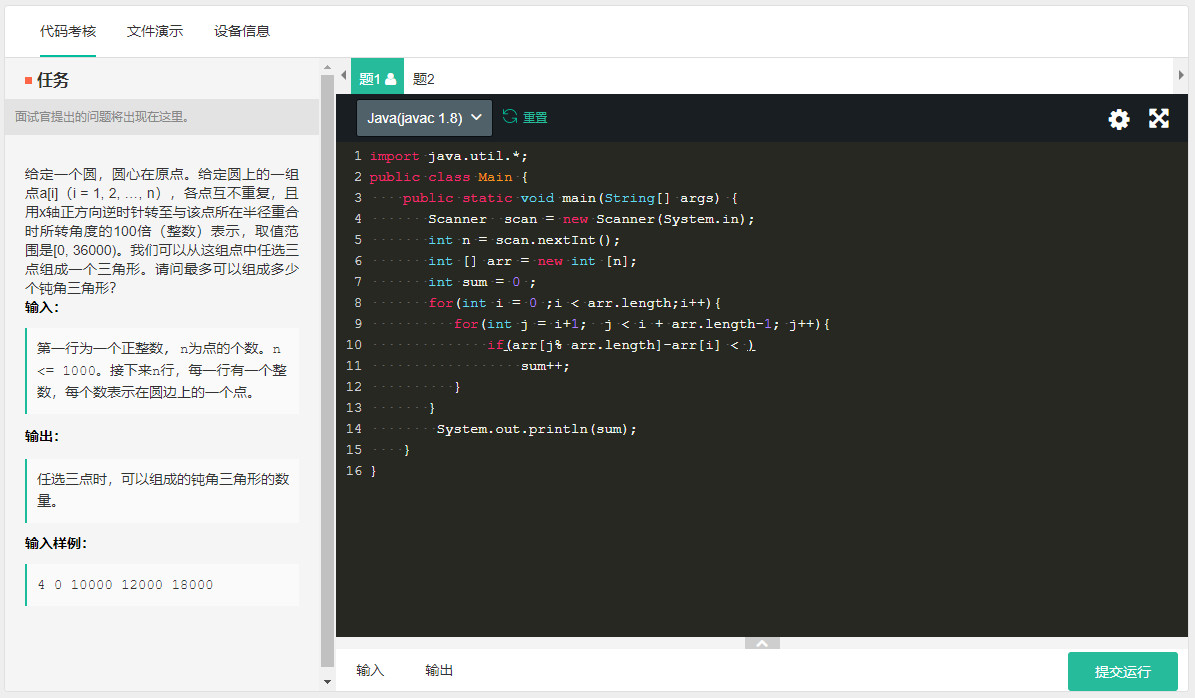 代码考核 文件演示 设备信息
任务
面试官提出的问题将出现在这里。
给定一个圆，圆心在原点。给定圆上的一组
点a[i]（i = 1, 2, ..., n），各点互不重复，且
用x轴正方向逆时针转至与该点所在半径重合
时所转角度的100倍（整数）表示，取值范
围是[0, 36000)。我们可以从这组点中任选三
点组成一个三角形。请问最多可以组成多少
个钝角三角形?
输入:
第一行为一个正整数，n为点的个数。n
<= 1000。接下来n行，每一行有一个整
数，每个数表示在圆边上的一个点。
输出:
任选三点时，可以组成的钝角三角形的数
量。
输入样例:
4 0 10000 12000 18000
题1 题2
Java(javac 1.8) 重置
1 import java.util.*;
2 public class Main {
3 public static void main(String[] args) {
4 Scanner  scan = new Scanner(System.in);
5 int n = scan.nextInt();
6 int [] arr = new int [n];
7 int sum = 0 ;
8 for(int i = 0 ;i < arr.length;i++){
9 for(int j = i+1;  j < i + arr.length-1; j++){
10 if(arr[j% arr.length]-arr[i] < )
11 sum++;
12 }
13 }
14 System.out.println(sum);
15 }
16 }
输入 输出
提交运行